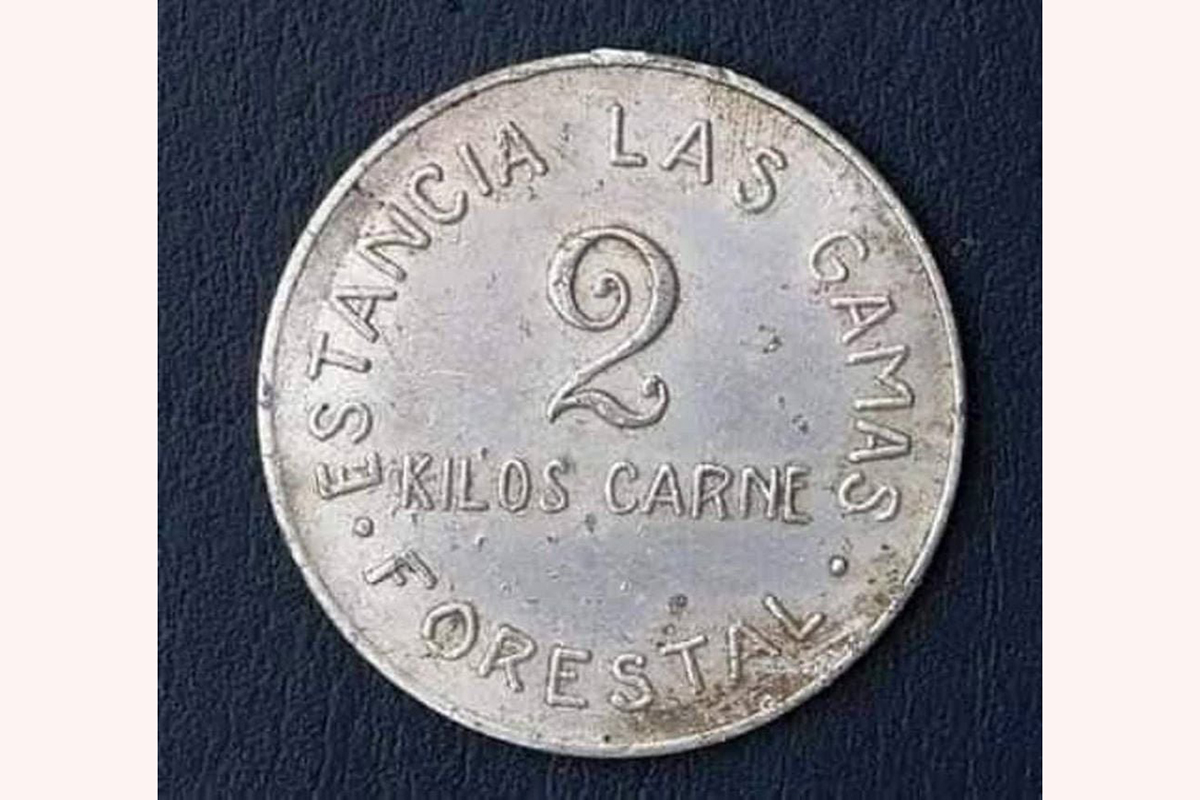 ESTANCIA LAS GAMAS
2
KILOS CARNE
· FORESTAL ·